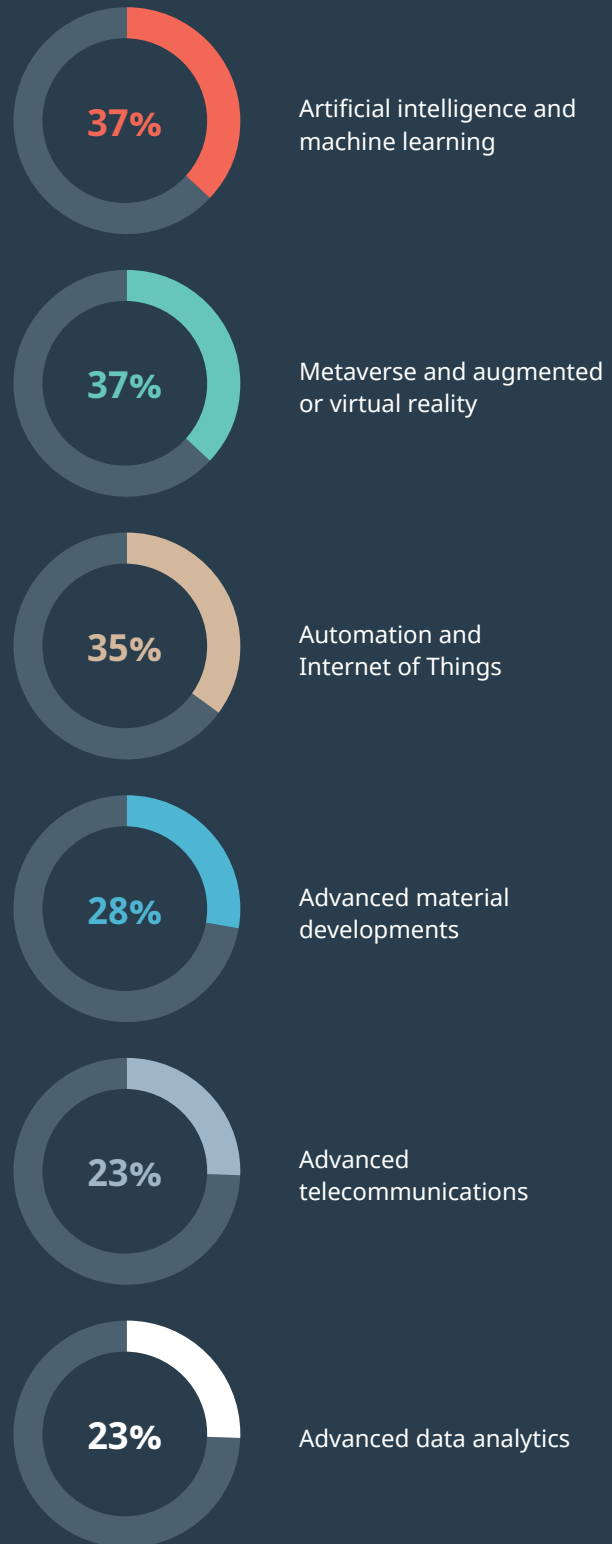 37%
Artificial intelligence and
machine learning
37%
Metaverse and augmented
or virtual reality
35%
Automation and
Internet of Things
28%
Advanced material
developments
23%
Advanced
telecommunications
23%
Advanced data analytics